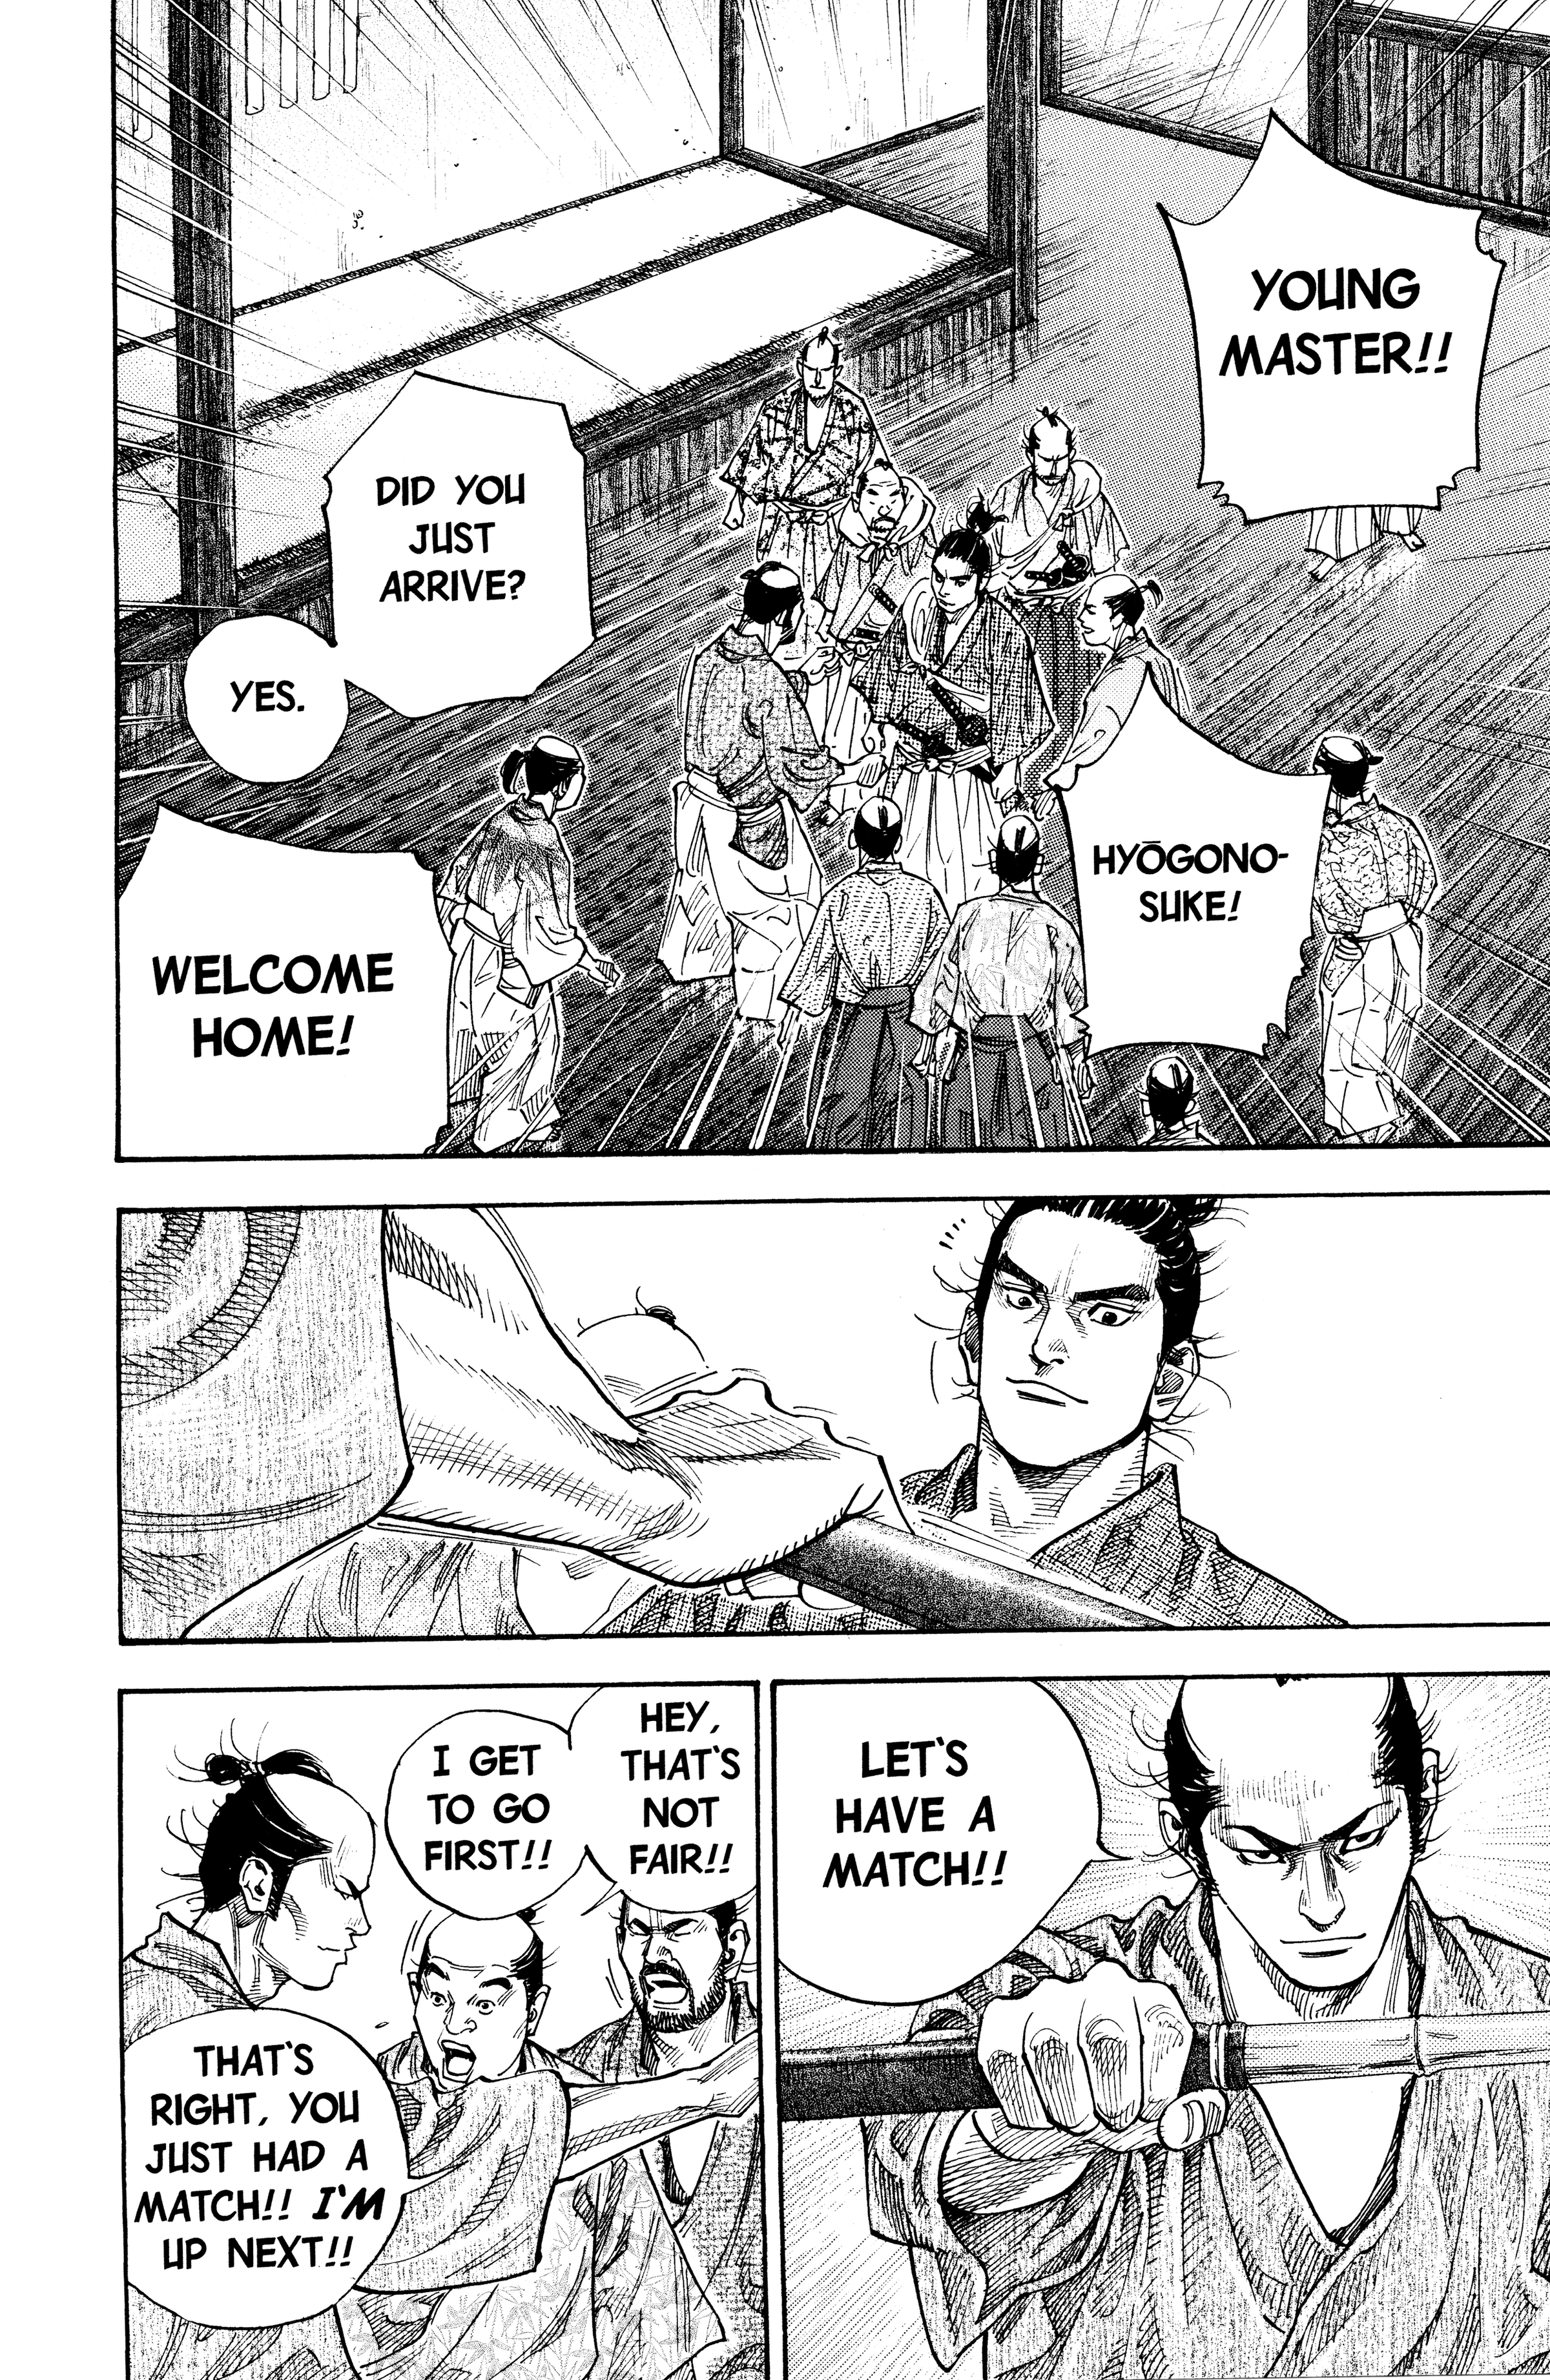 YOUNG
MASTER!!
HYŌGONO-
SUKE!
DID YOU
JUST
ARRIVE?
YES.
WELCOME
HOME!
LET'S
HAVE A
MATCH!!
HEY,
THAT'S
NOT
FAIR!!
I GET
TO GO
FIRST!!
THAT'S
RIGHT, YOU
JUST HAD A
MATCH!! I'M
UP NEXT!!